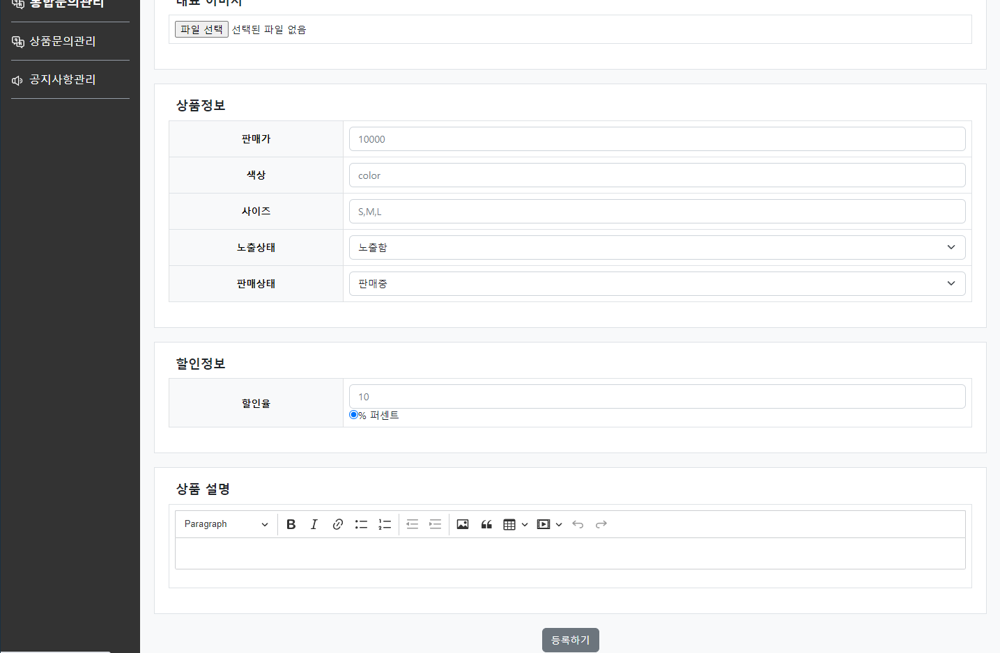 통합문의관리
상품문의관리
공지사항관리
대표 이미지
파일 선택 선택된 파일 없음
상품정보
판매가 10000
색상 color
사이즈 S,M,L
노출상태 노출함
판매상태 판매중
할인정보
할인율 10
% 퍼센트
상품 설명
Paragraph
등록하기